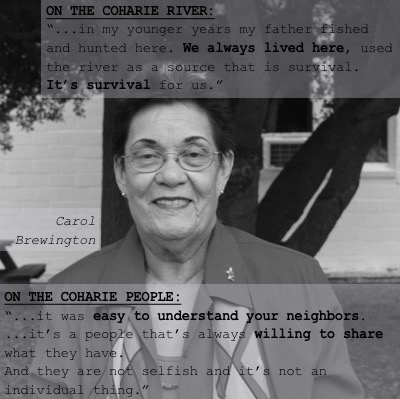 ON THE COHARIE RIVER:
“...in my younger years my father fished
and hunted here. We always lived here, used
the river as a source that is survival.
It’s survival for us.”
Carol
Brewington
ON THE COHARIE PEOPLE:
“...it was easy to understand your neighbors.
...it’s a people that’s always willing to share
what they have.
And they are not selfish and it’s not an
individual thing.”